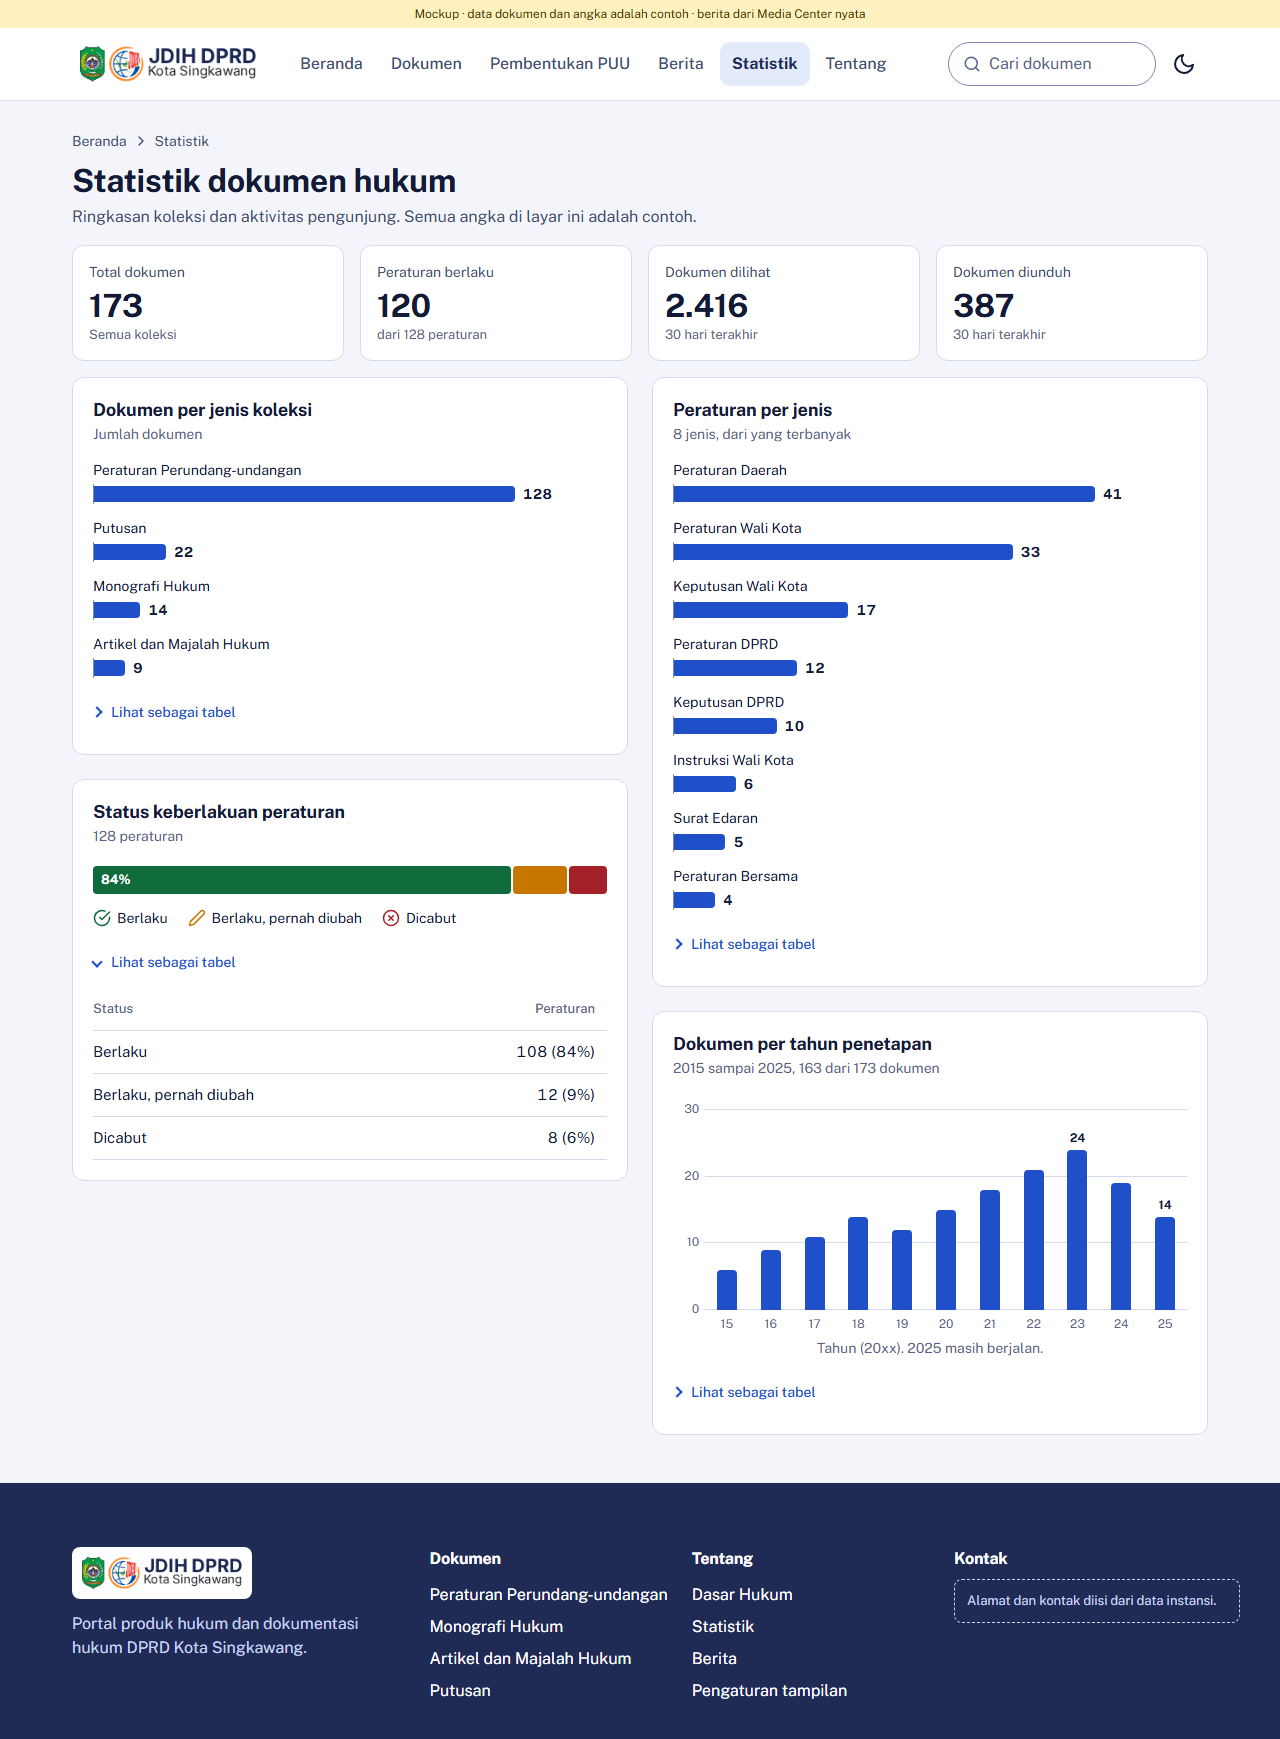 Mockup · data dokumen dan angka adalah contoh · berita dari Media Center nyata
JDIH DPRD
Kota Singkawang
Beranda
Dokumen
Pembentukan PUU
Berita
Statistik
Tentang
Cari dokumen
Beranda
Statistik
Statistik dokumen hukum
Ringkasan koleksi dan aktivitas pengunjung. Semua angka di layar ini adalah contoh.
Total dokumen
173
Semua koleksi
Peraturan berlaku
120
dari 128 peraturan
Dokumen dilihat
2.416
30 hari terakhir
Dokumen diunduh
387
30 hari terakhir
Dokumen per jenis koleksi
Jumlah dokumen
Peraturan Perundang-undangan
128
Putusan
22
Monografi Hukum
14
Artikel dan Majalah Hukum
9
Lihat sebagai tabel
Status keberlakuan peraturan
128 peraturan
84%
Berlaku
Berlaku, pernah diubah
Dicabut
Lihat sebagai tabel
Status
Peraturan
Berlaku
108 (84%)
Berlaku, pernah diubah
12 (9%)
Dicabut
8 (6%)
Peraturan per jenis
8 jenis, dari yang terbanyak
Peraturan Daerah
41
Peraturan Wali Kota
33
Keputusan Wali Kota
17
Peraturan DPRD
12
Keputusan DPRD
10
Instruksi Wali Kota
6
Surat Edaran
5
Peraturan Bersama
4
Lihat sebagai tabel
Dokumen per tahun penetapan
2015 sampai 2025, 163 dari 173 dokumen
30
20
10
0
24
14
15
16
17
18
19
20
21
22
23
24
25
Tahun (20xx). 2025 masih berjalan.
Lihat sebagai tabel
JDIH DPRD
Kota Singkawang
Portal produk hukum dan dokumentasi
hukum DPRD Kota Singkawang.
Dokumen
Peraturan Perundang-undangan
Monografi Hukum
Artikel dan Majalah Hukum
Putusan
Tentang
Dasar Hukum
Statistik
Berita
Pengaturan tampilan
Kontak
Alamat dan kontak diisi dari data instansi.